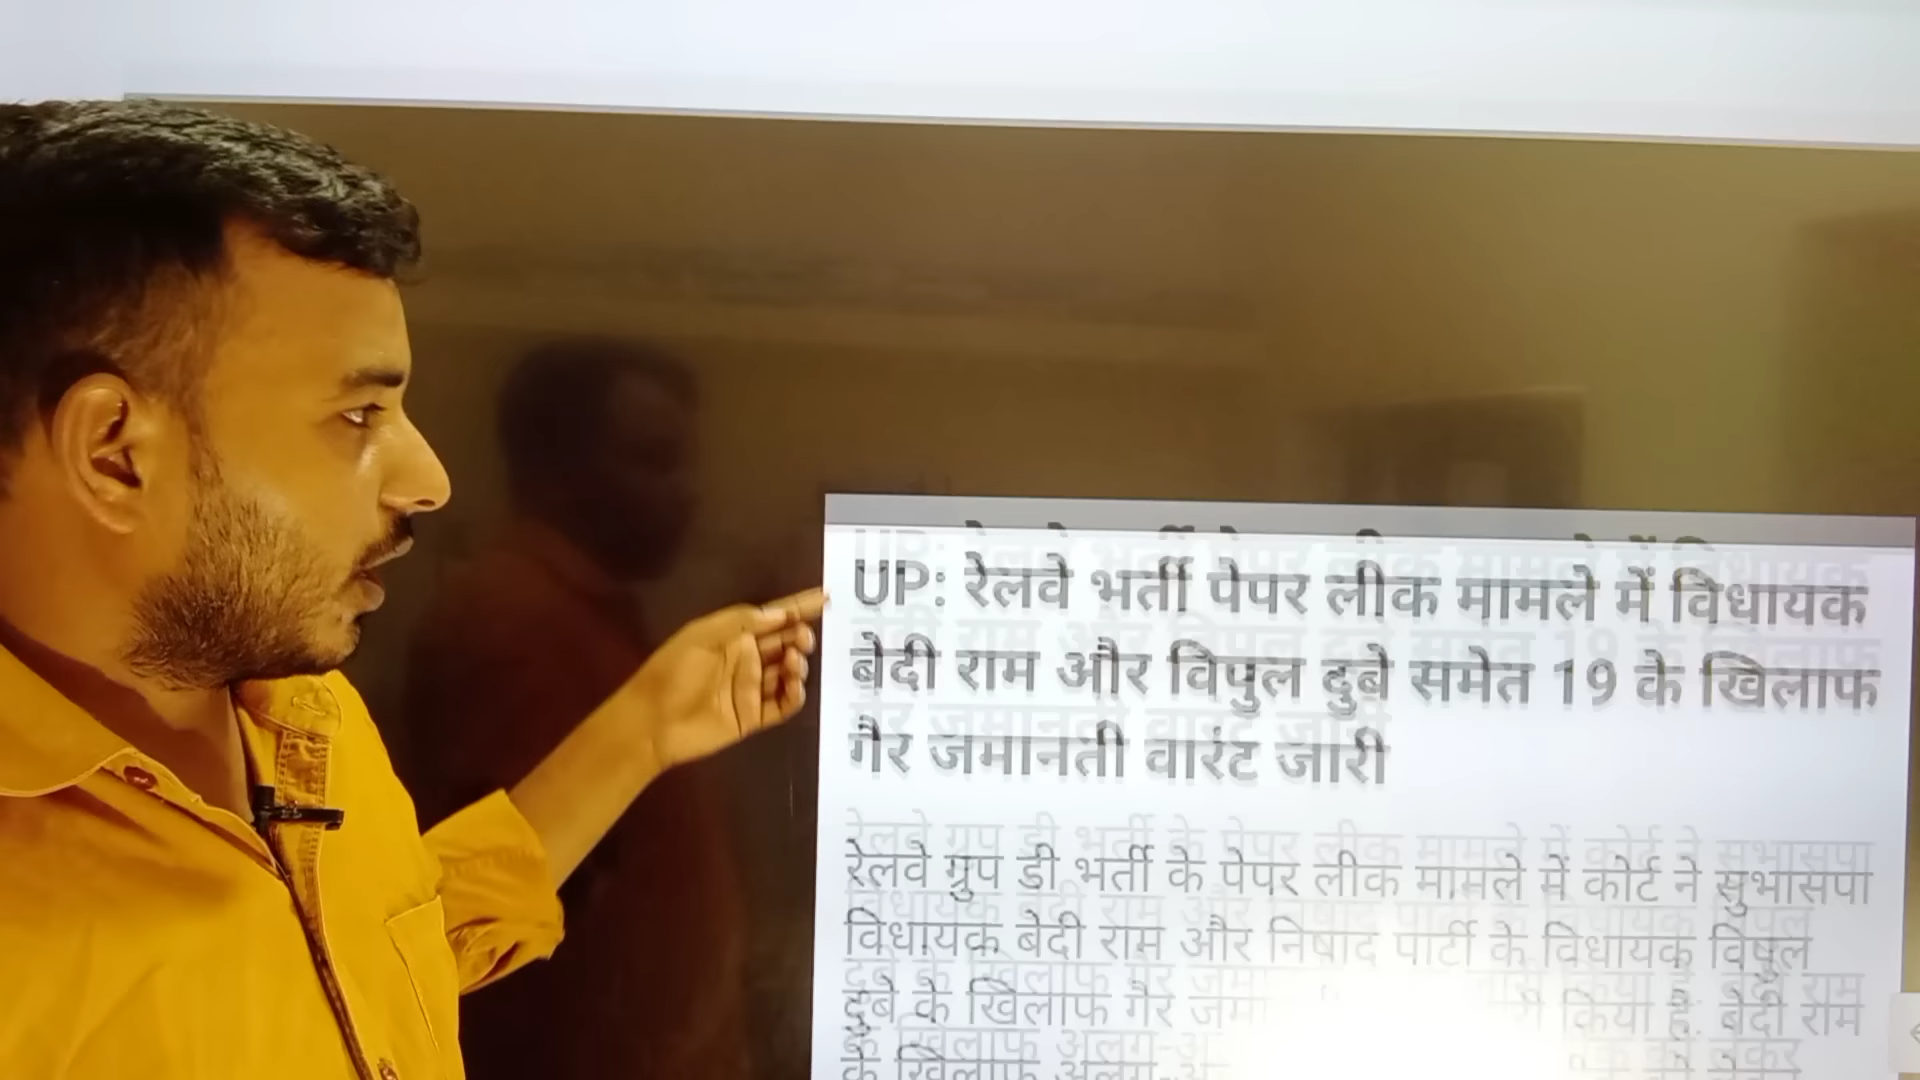 UP: रेलवे भर्ती पेपर लीक मामले में विधायक
बेदी राम और विपुल दुबे समेत 19 के खिलाफ
गैर जमानती वारंट जारी
रेलवे ग्रुप डी भर्ती के पेपर लीक मामले में कोर्ट ने सुभासपा
विधायक बेदी राम और निषाद पार्टी के विधायक विपुल
दुबे के खिलाफ गैर किया है. बेदी राम
के खिलाफ लेकर